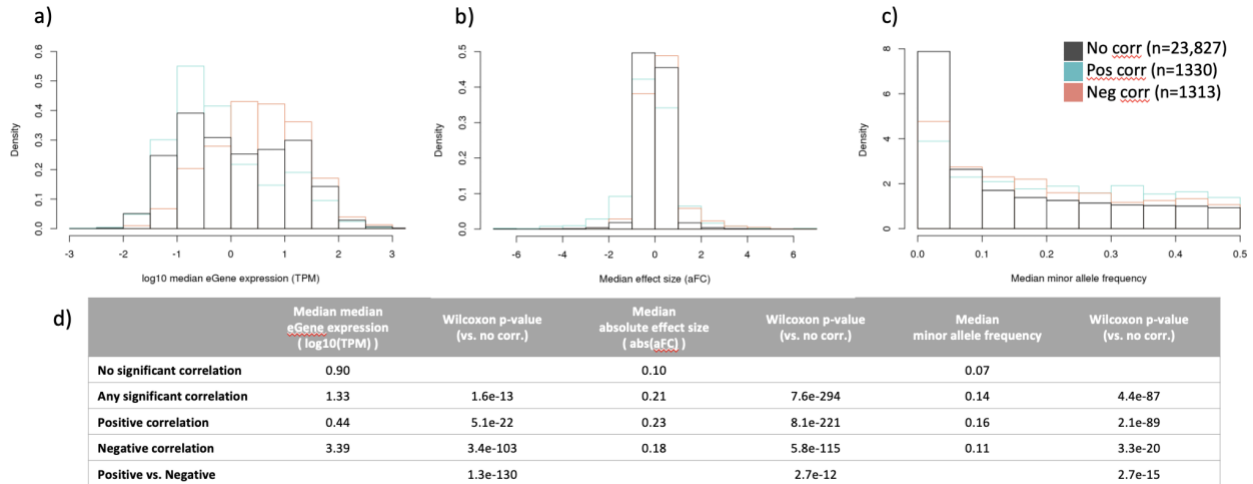 a)
b)
c)
0.6
0.5
0.4
0.3
0.2
0.1
0.0
Density
-3 -2 -1 0 1 2 3
log10 median eGene expression (TPM)
0.5
0.4
0.3
0.2
0.1
0.0
Density
-6 -4 -2 0 2 4 6
Median effect size (aFC)
8
6
4
2
0
Density
0.0 0.1 0.2 0.3 0.4 0.5
Median minor allele frequency
No corr (n=23,827)
Pos corr (n=1330)
Neg corr (n=1313)
d)
Median median
eGene expression
( log10(TPM) )
Wilcoxon p-value
(vs. no corr.)
Median
absolute effect size
( abs(aFC) )
Wilcoxon p-value
(vs. no corr.)
Median
minor allele frequency
Wilcoxon p-value
(vs. no corr.)
No significant correlation 0.90 0.10 0.07
Any significant correlation 1.33 1.6e-13 0.21 7.6e-294 0.14 4.4e-87
Positive correlation 0.44 5.1e-22 0.23 8.1e-221 0.16 2.1e-89
Negative correlation 3.39 3.4e-103 0.18 5.8e-115 0.11 3.3e-20
Positive vs. Negative 1.3e-130 2.7e-12 2.7e-15